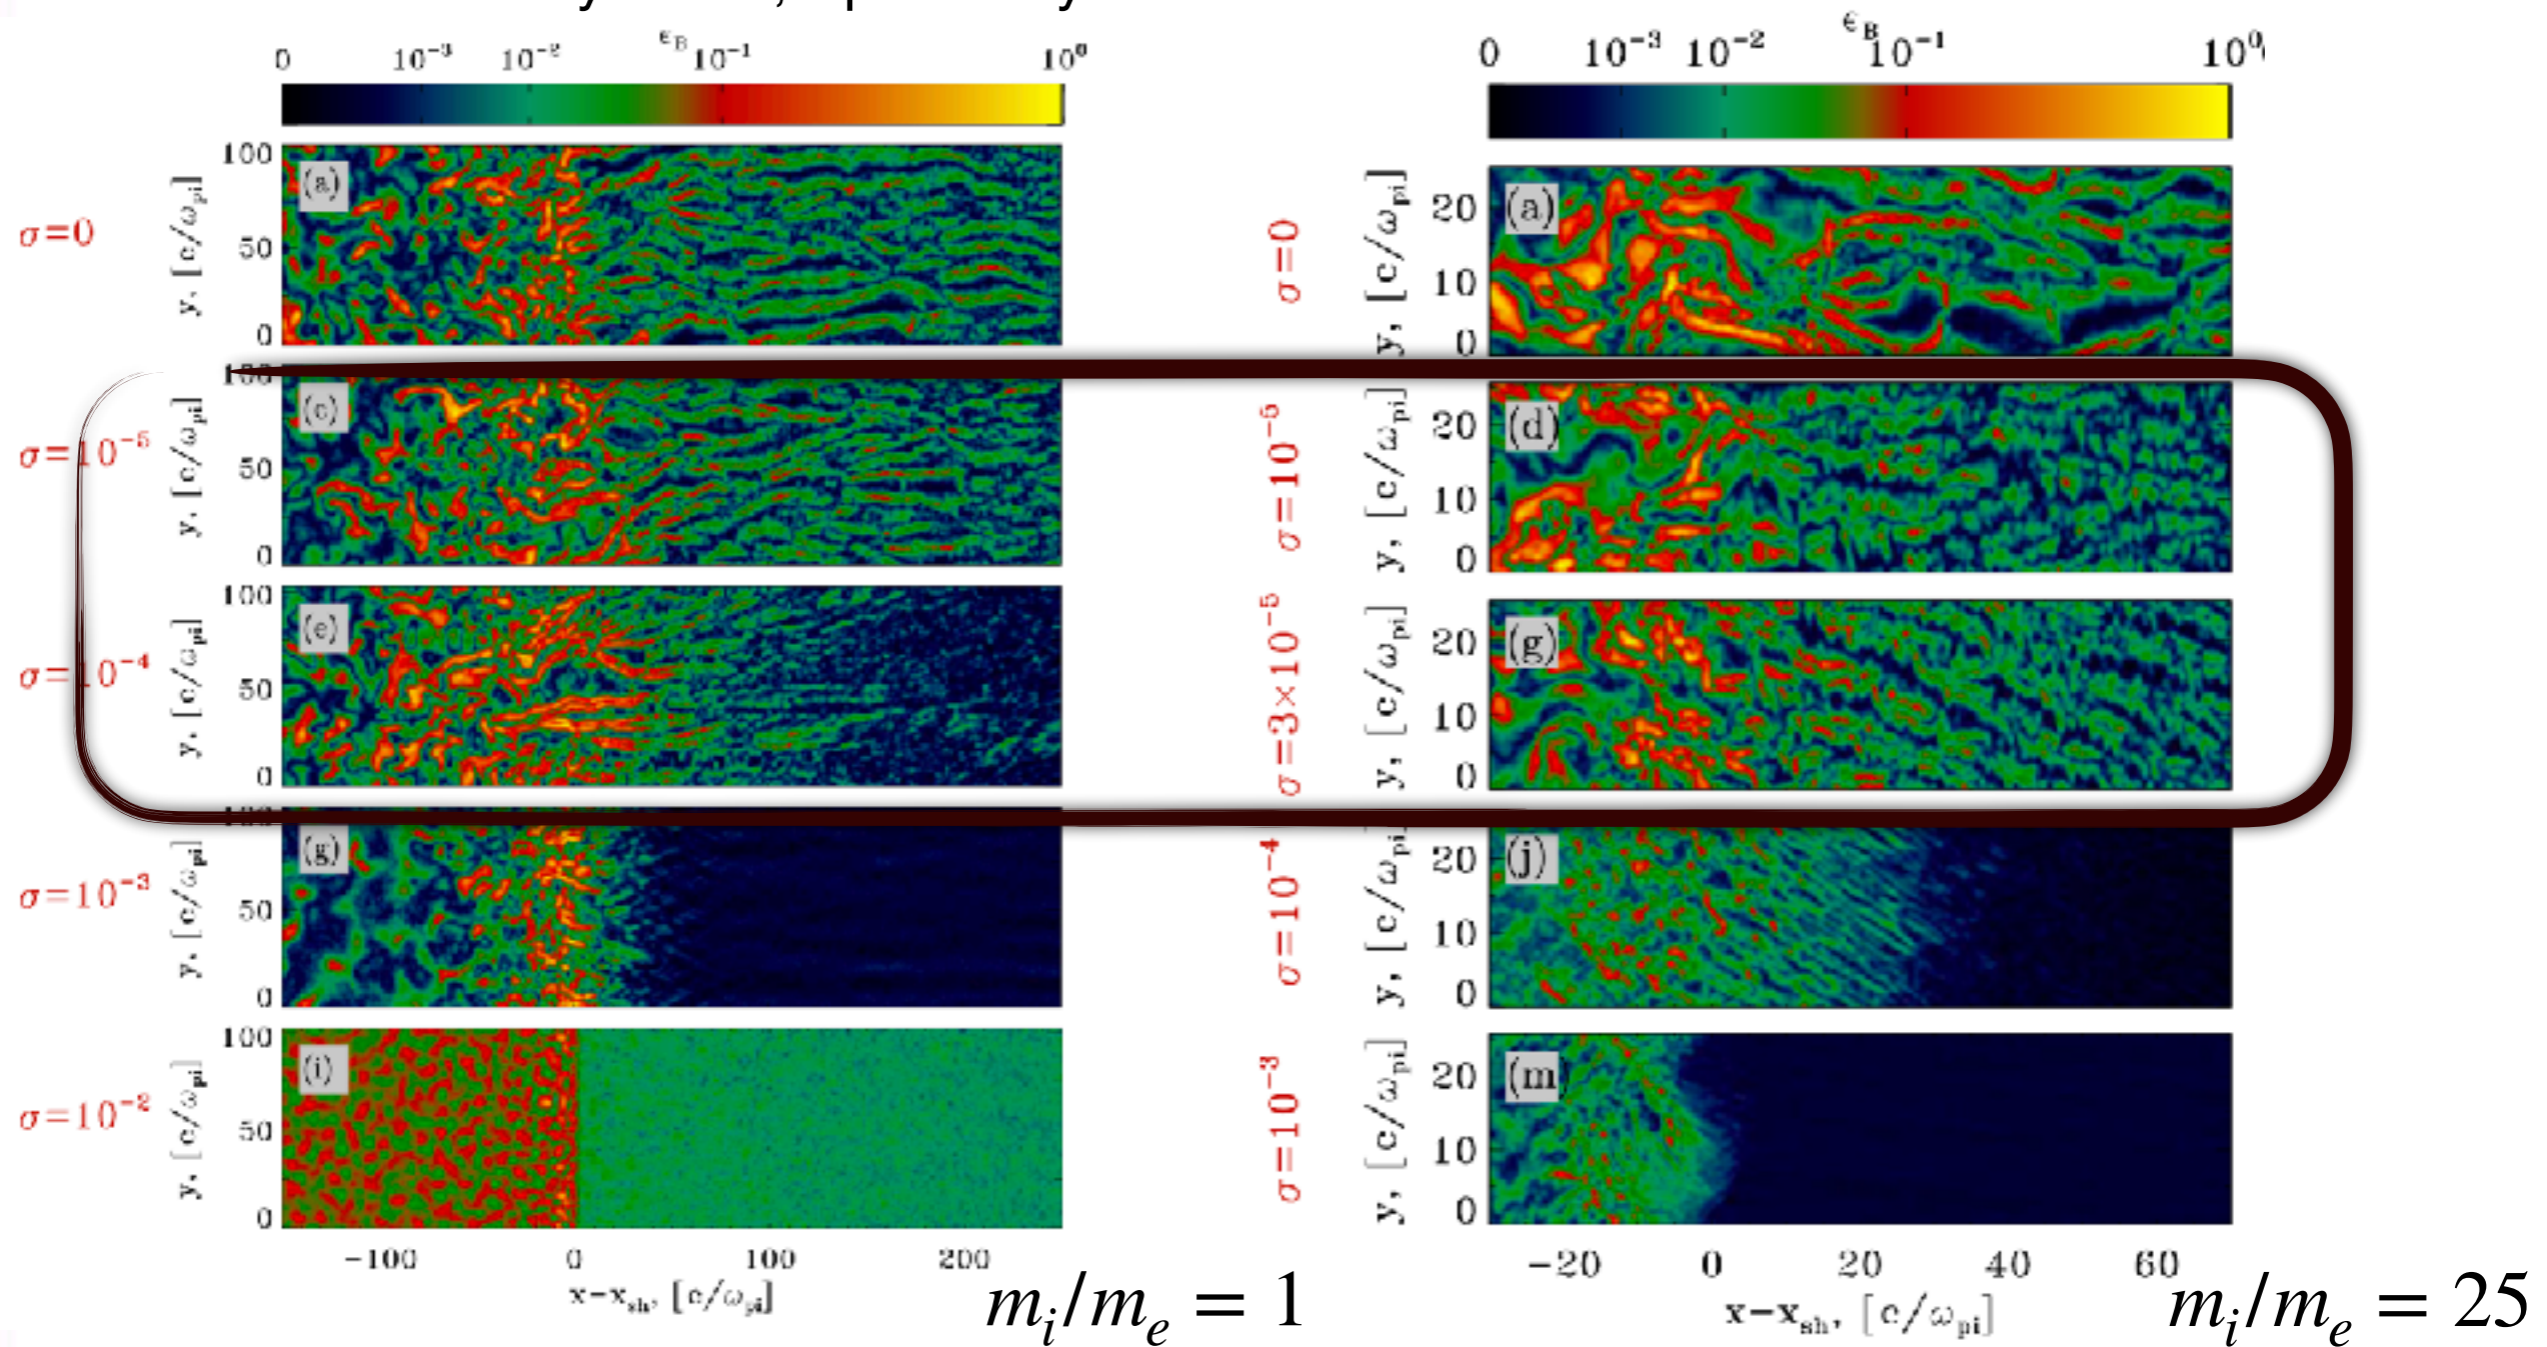 ϵ_B
0 10⁻³ 10⁻² 10⁻¹ 10⁰
σ=0
y, [c/ω_pi]
100
50
0
(a)
σ=10⁻⁵
y, [c/ω_pi]
100
50
0
(c)
σ=10⁻⁴
y, [c/ω_pi]
100
50
0
(e)
σ=10⁻³
y, [c/ω_pi]
100
50
0
(g)
σ=10⁻²
y, [c/ω_pi]
100
50
0
(i)
−100 0 100 200
x−x_sh, [c/ω_pi]
m_i/m_e = 1
ϵ_B
0 10⁻³ 10⁻² 10⁻¹ 10⁰
σ=0
y, [c/ω_pi]
20
10
0
(a)
σ=10⁻⁵
y, [c/ω_pi]
20
10
0
(d)
σ=3×10⁻⁵
y, [c/ω_pi]
20
10
0
(g)
σ=10⁻⁴
y, [c/ω_pi]
20
10
0
(j)
σ=10⁻³
y, [c/ω_pi]
20
10
0
(m
−20 0 20 40 60
x−x_sh, [c/ω_pi]
m_i/m_e = 25